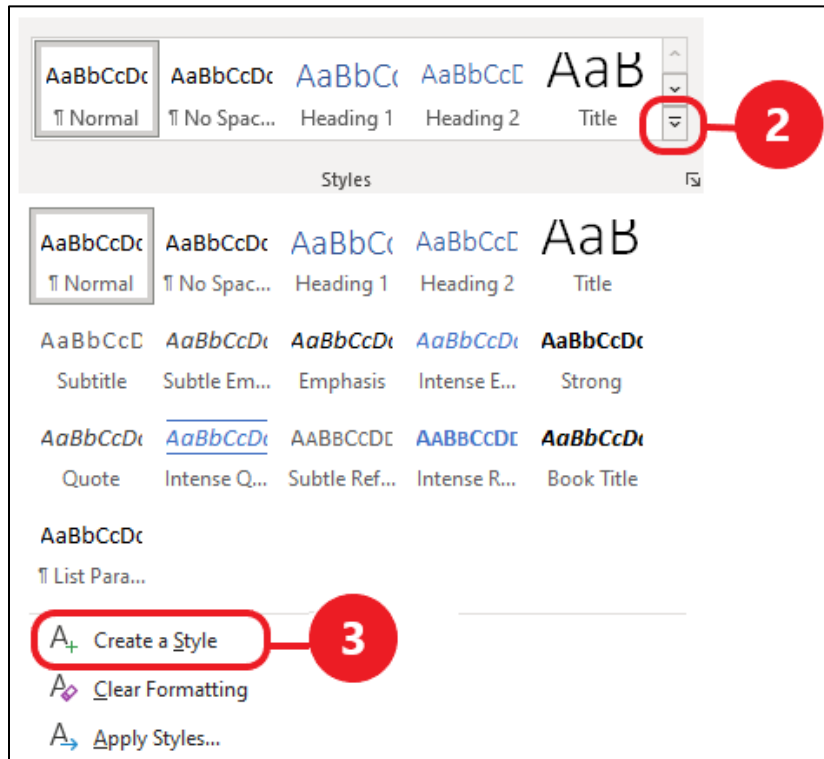 AaBbCcDc AaBbCcDc AaBbC( AaBbCcD AaB
¶ Normal ¶ No Spac... Heading 1 Heading 2 Title
2
Styles
AaBbCcDc AaBbCcDc AaBbC( AaBbCcD AaB
¶ Normal ¶ No Spac... Heading 1 Heading 2 Title
AaBbCcD AaBbCcDc AaBbCcDc AaBbCcDc AaBbCcDc
Subtitle Subtle Em... Emphasis Intense E... Strong
AaBbCcDc AaBbCcDc AABBCCDD AABBCCDD AaBbCcDc
Quote Intense Q... Subtle Ref... Intense R... Book Title
AaBbCcDc
¶ List Para...
Create a Style
3
Clear Formatting
Apply Styles...